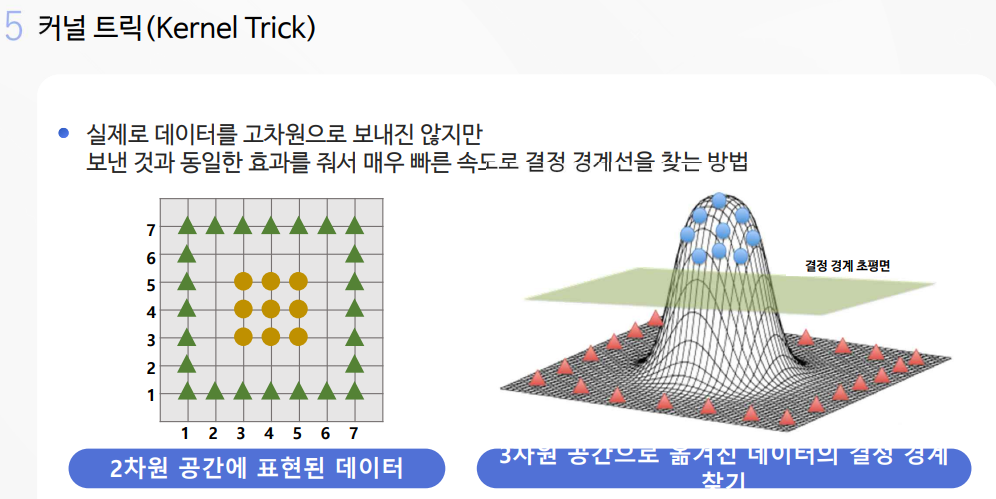 5 커널 트릭(Kernel Trick)
실제로 데이터를 고차원으로 보내진 않지만
보낸 것과 동일한 효과를 줘서 매우 빠른 속도로 결정 경계선을 찾는 방법
7
6
5
4
3
2
1
1 2 3 4 5 6 7
결정 경계 초평면
2차원 공간에 표현된 데이터
3차원 공간으로 옮겨진 데이터의 결정 경계
찾기